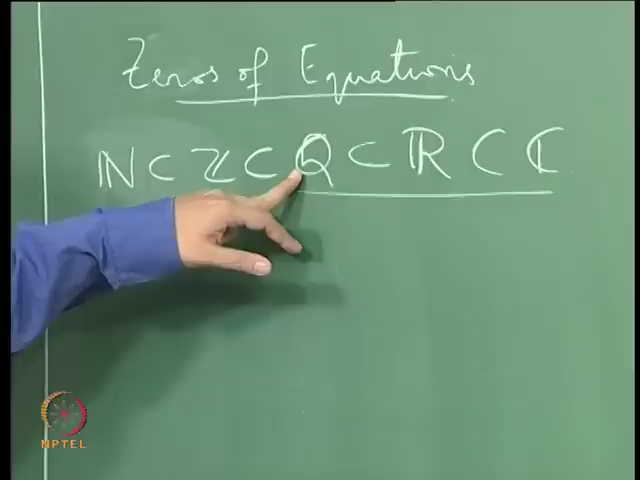 Zeros of Equations
ℕ ⊂ ℤ ⊂ ℚ ⊂ ℝ ⊂ ℂ
NPTEL